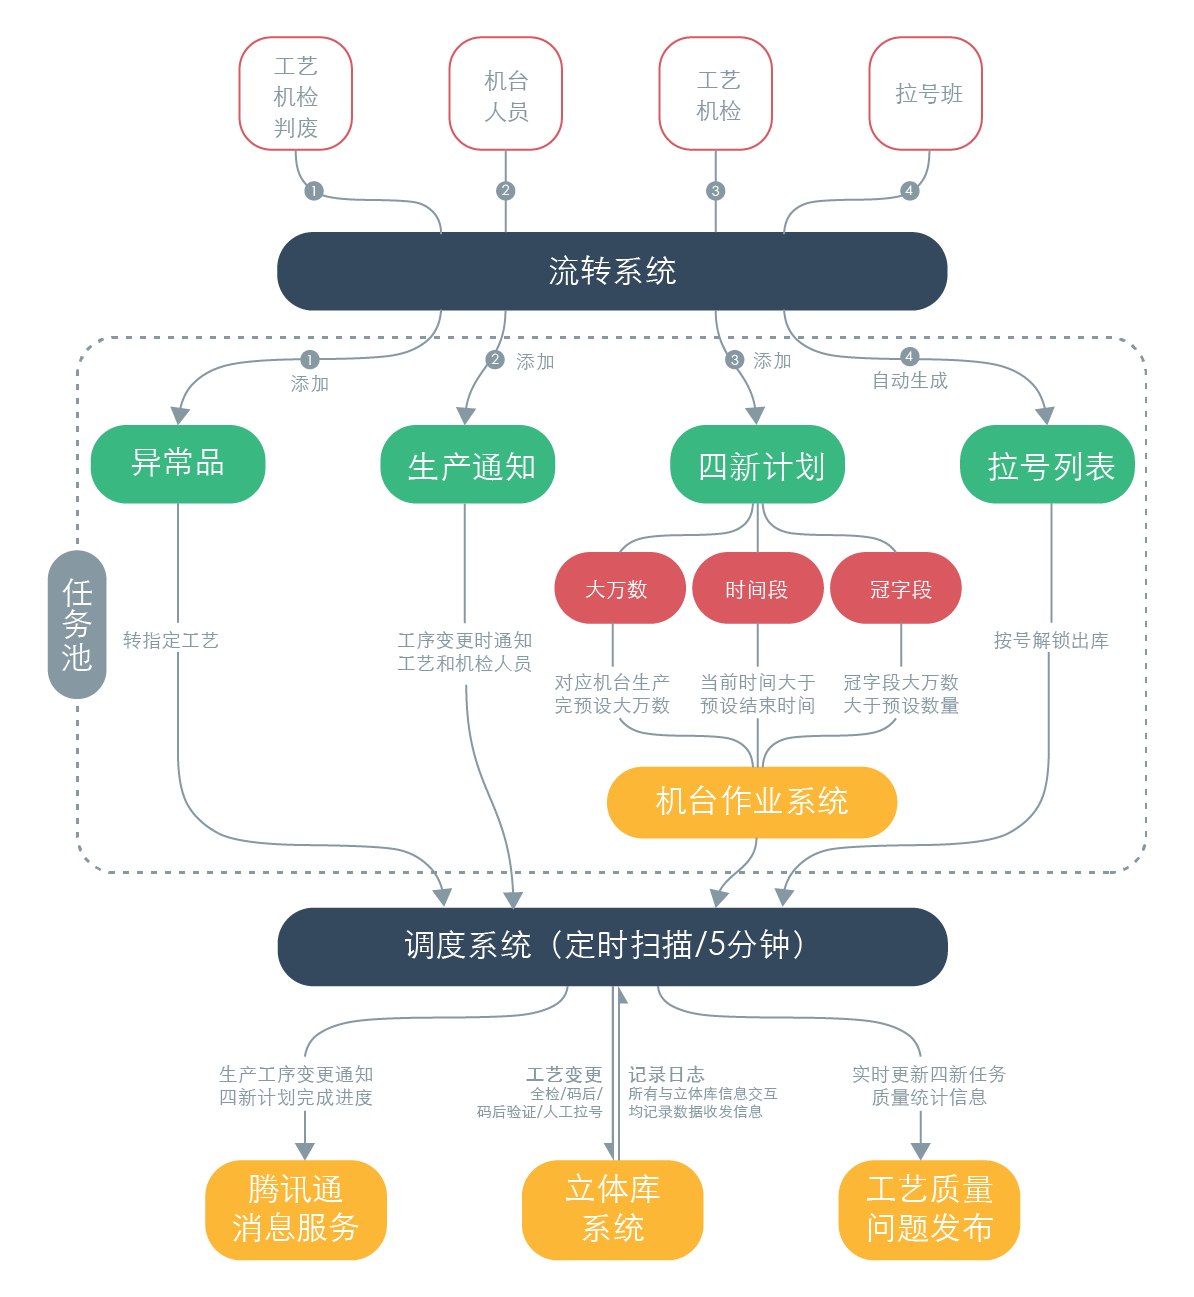 工艺
机检
判废
机台
人员
工艺
机检
拉号班
1
2
3
4
流转系统
1
添加
2
添加
3
添加
4
自动生成
异常品
生产通知
四新计划
拉号列表
大万数
时间段
冠字段
任务池
转指定工艺
工序变更时通知
工艺和机检人员
对应机台生产
完预设大万数
当前时间大于
预设结束时间
冠字段大万数
大于预设数量
按号解锁出库
机台作业系统
调度系统（定时扫描/5分钟）
生产工序变更通知
四新计划完成进度
工艺变更
全检/码后/
码后验证/人工拉号
记录日志
所有与立体库信息交互
均记录数据收发信息
实时更新四新任务
质量统计信息
腾讯通
消息服务
立体库
系统
工艺质量
问题发布